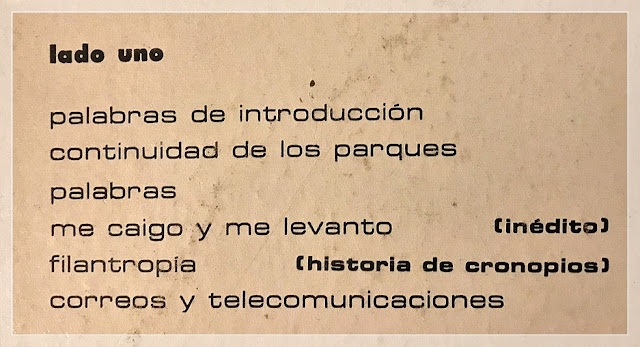 lado uno
palabras de introducción
continuidad de los parques
palabras
me caigo y me levanto (inédito)
filantropía (historia de cronopios)
correos y telecomunicaciones